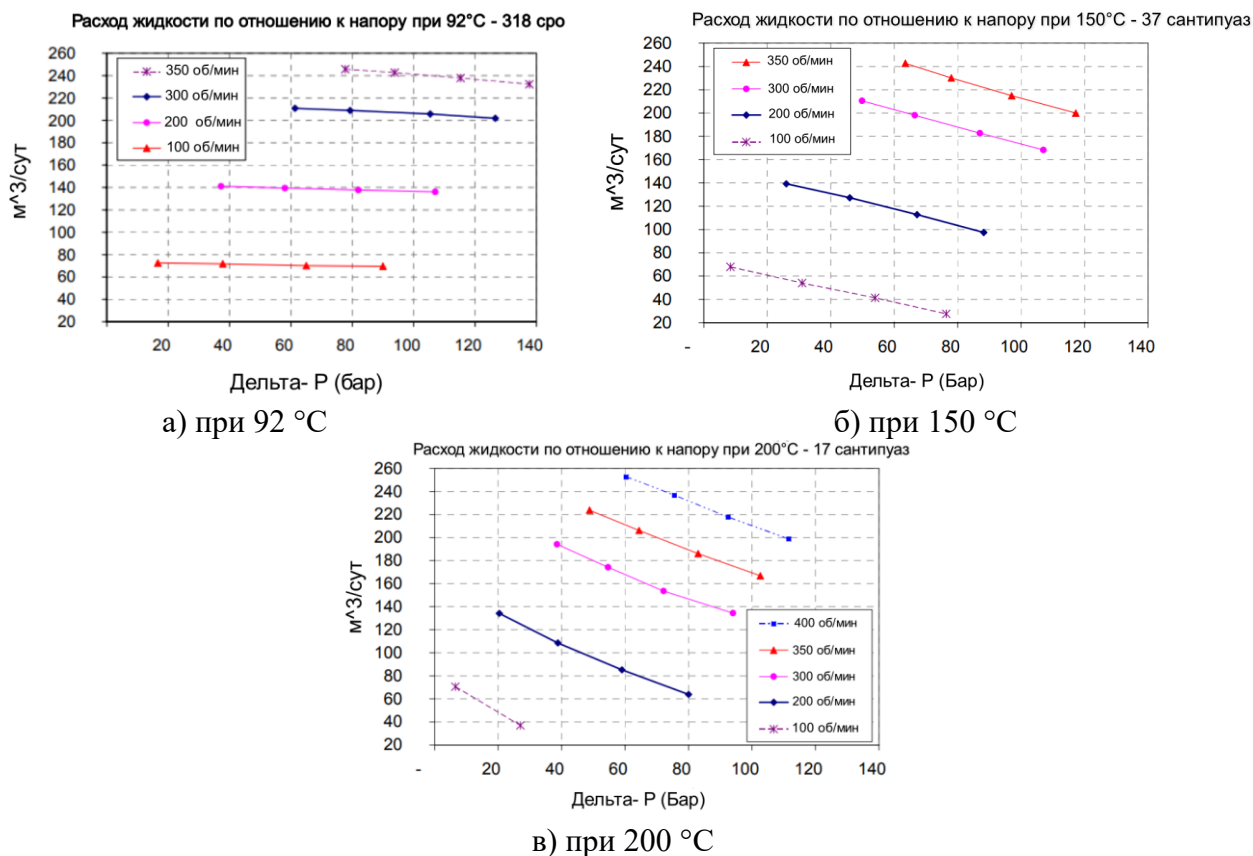 Расход жидкости по отношению к напору при 92°C - 318 сро
м^3/сут
260
240
220
200
180
160
140
120
100
80
60
40
20
350 об/мин
300 об/мин
200 об/мин
100 об/мин
20 40 60 80 100 120 140
Дельта- Р (бар)
а) при 92 °C
Расход жидкости по отношению к напору при 150°C - 37 сантипуаз
м^3/сут
260
240
220
200
180
160
140
120
100
80
60
40
20
350 об/мин
300 об/мин
200 об/мин
100 об/мин
- 20 40 60 80 100 120 140
Дельта- Р (Бар)
б) при 150 °C
Расход жидкости по отношению к напору при 200°C - 17 сантипуаз
м^3/сут
260
240
220
200
180
160
140
120
100
80
60
40
20
400 об/мин
350 об/мин
300 об/мин
200 об/мин
100 об/мин
- 20 40 60 80 100 120 140
Дельта- Р (Бар)
в) при 200 °C